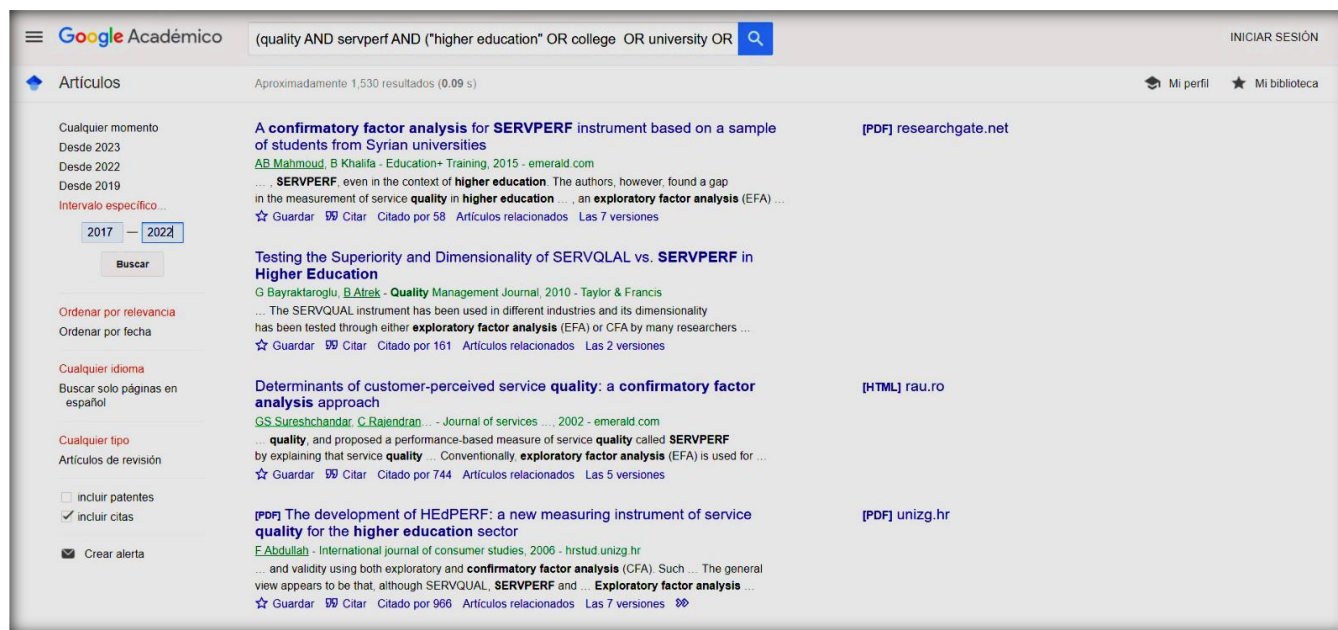 Google Académico
(quality AND servperf AND ("higher education" OR college OR university OR
INICIAR SESIÓN
Artículos
Aproximadamente 1,530 resultados (0.09 s)
Mi perfil
Mi biblioteca
Cualquier momento
Desde 2023
Desde 2022
Desde 2019
Intervalo específico...
2017 — 2022
Buscar
Ordenar por relevancia
Ordenar por fecha
Cualquier idioma
Buscar solo páginas en
español
Cualquier tipo
Artículos de revisión
incluir patentes
incluir citas
Crear alerta
A confirmatory factor analysis for SERVPERF instrument based on a sample
of students from Syrian universities
AB Mahmoud, B Khalifa - Education+ Training, 2015 - emerald.com
... , SERVPERF, even in the context of higher education. The authors, however, found a gap
in the measurement of service quality in higher education ... , an exploratory factor analysis (EFA) ...
Guardar Citar Citado por 58 Artículos relacionados Las 7 versiones
[PDF] researchgate.net
Testing the Superiority and Dimensionality of SERVQLAL vs. SERVPERF in
Higher Education
G Bayraktaroglu, B Atrek - Quality Management Journal, 2010 - Taylor & Francis
... The SERVQUAL instrument has been used in different industries and its dimensionality
has been tested through either exploratory factor analysis (EFA) or CFA by many researchers ...
Guardar Citar Citado por 161 Artículos relacionados Las 2 versiones
Determinants of customer-perceived service quality: a confirmatory factor
analysis approach
GS Sureshchandar, C Rajendran... - Journal of services ..., 2002 - emerald.com
... quality, and proposed a performance-based measure of service quality called SERVPERF
by explaining that service quality ... Conventionally, exploratory factor analysis (EFA) is used for ...
Guardar Citar Citado por 744 Artículos relacionados Las 5 versiones
[HTML] rau.ro
[PDF] The development of HEdPERF: a new measuring instrument of service
quality for the higher education sector
F Abdullah - International journal of consumer studies, 2006 - hrstud.unizg.hr
... and validity using both exploratory and confirmatory factor analysis (CFA). Such ... The general
view appears to be that, although SERVQUAL, SERVPERF and ... Exploratory factor analysis ...
Guardar Citar Citado por 966 Artículos relacionados Las 7 versiones
[PDF] unizg.hr